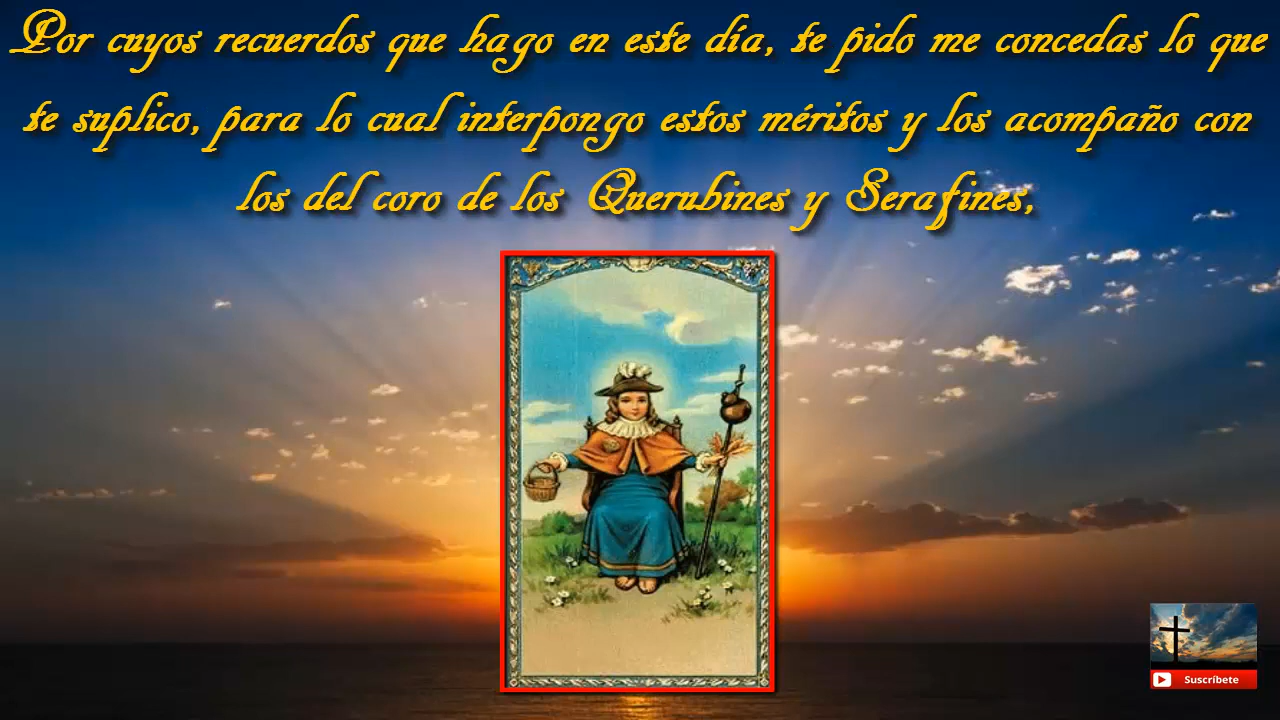 Por cuyos recuerdos que hago en este día, te pido me concedas lo que
te suplico, para lo cual interpongo estos méritos y los acompaño con
los del coro de los Querubines y Serafines,
Suscríbete